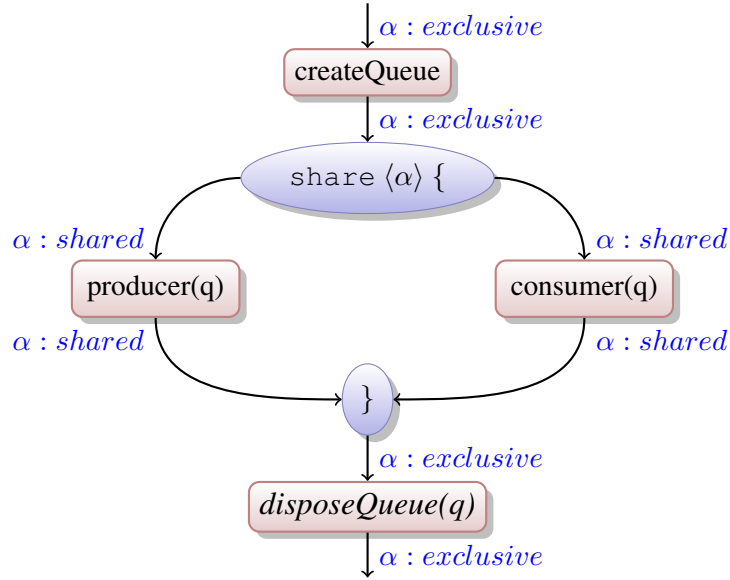 α : exclusive
createQueue
α : exclusive
share ⟨α⟩ {
α : shared
α : shared
producer(q)
consumer(q)
α : shared
α : shared
}
α : exclusive
disposeQueue(q)
α : exclusive